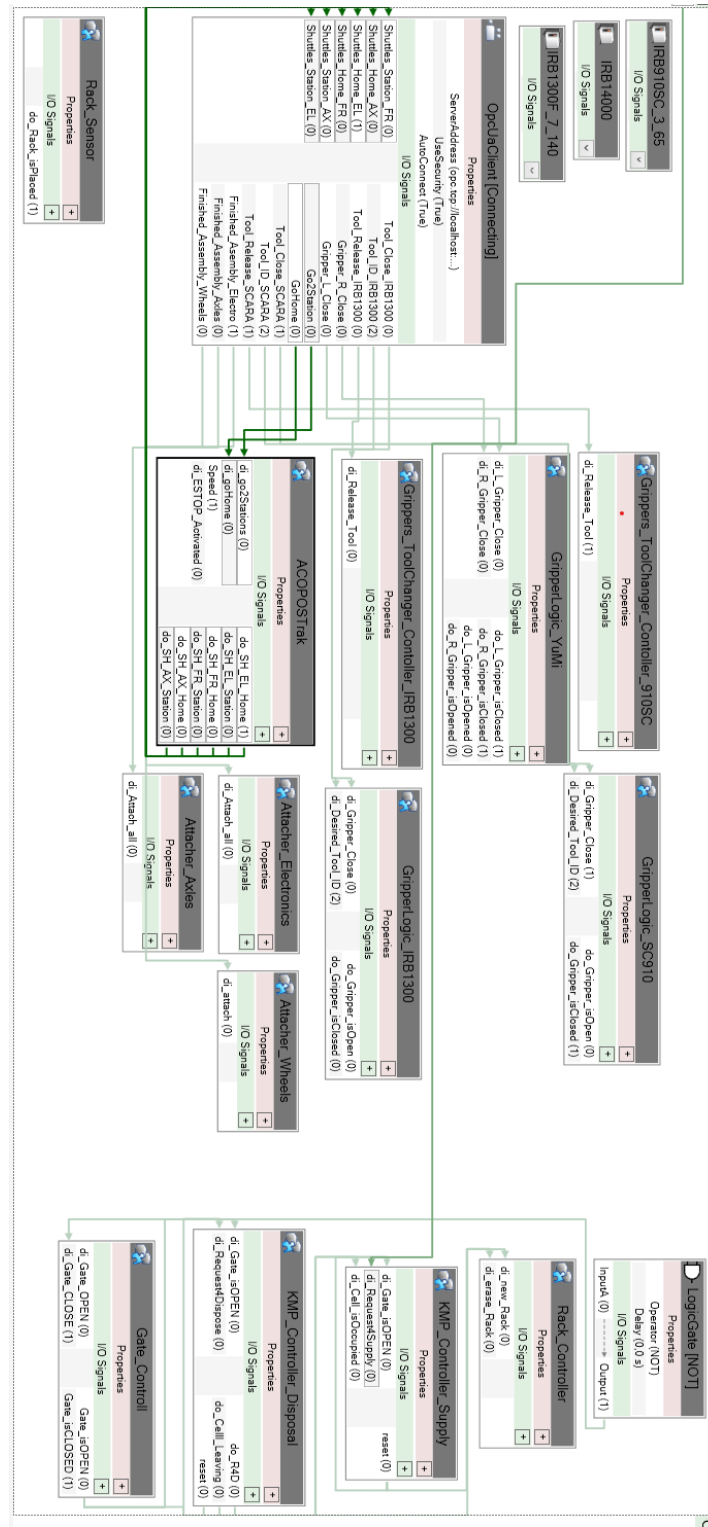 IRB910SC_3_65
I/O Signals
IRB14000
I/O Signals
IRB1300F_7_140
I/O Signals
OpcUaClient [Connecting]
Properties
ServerAddress (opc.tcp://localhost:...)
UseSecurity (True)
AutoConnect (True)
I/O Signals
Shuttles_Station_FR (0)
Shuttles_Home_AX (0)
Shuttles_Home_EL (1)
Shuttles_Home_FR (0)
Shuttles_Station_AX (0)
Shuttles_Station_EL (0)
Tool_Close_IRB1300 (0)
Tool_ID_IRB1300 (2)
Tool_Release_IRB1300 (0)
Gripper_R_Close (0)
Gripper_L_Close (0)
Go2Station (0)
GoHome (0)
Tool_Close_SCARA (1)
Tool_ID_SCARA (2)
Tool_Release_SCARA (1)
Finished_Asembly_Electro (1)
Finished_Assembly_Axles (0)
Finished_Assembly_Wheels (0)
Rack_Sensor
Properties
I/O Signals
do_Rack_isPlaced (1)
Grippers_ToolChanger_Contoller_910SC
Properties
I/O Signals
di_Release_Tool (1)
GripperLogic_YuMi
Properties
I/O Signals
di_L_Gripper_Close (0)
di_R_Gripper_Close (0)
do_L_Gripper_isClosed (1)
do_R_Gripper_isClosed (1)
do_L_Gripper_isOpened (0)
do_R_Gripper_isOpened (0)
Grippers_ToolChanger_Contoller_IRB1300
Properties
I/O Signals
di_Release_Tool (0)
ACOPOSTrak
Properties
I/O Signals
di_go2Stations (0)
di_goHome (0)
Speed (1)
di_ESTOP_Activated (0)
do_SH_EL_Home (1)
do_SH_EL_Station (0)
do_SH_FR_Home (0)
do_SH_FR_Station (0)
do_SH_AX_Home (0)
do_SH_AX_Station (0)
GripperLogic_SC910
Properties
I/O Signals
di_Gripper_Close (1)
di_Desired_Tool_ID (2)
do_Gripper_isOpen (0)
do_Gripper_isClosed (1)
GripperLogic_IRB1300
Properties
I/O Signals
di_Gripper_Close (0)
di_Desired_Tool_ID (2)
do_Gripper_isOpen (0)
do_Gripper_isClosed (0)
Attacher_Electronics
Properties
I/O Signals
di_Attach_all (0)
Attacher_Axles
Properties
I/O Signals
di_Attach_all (0)
Attacher_Wheels
Properties
I/O Signals
di_attach (0)
LogicGate [NOT]
Properties
Operator (NOT)
Delay (0.0 s)
I/O Signals
InputA (0)
Output (1)
Rack_Controller
Properties
I/O Signals
di_new_Rack (0)
di_erase_Rack (0)
KMP_Controller_Supply
Properties
I/O Signals
di_Gate_isOPEN (0)
di_Request4Supply (0)
di_Cell_isOccupied (0)
reset (0)
KMP_Controller_Disposal
Properties
I/O Signals
di_Gate_isOPEN (0)
di_Request4Dispose (0)
do_R4D (0)
do_Celll_Leaving (0)
reset (0)
Gate_Controll
Properties
I/O Signals
di_Gate_OPEN (0)
di_Gate_CLOSE (1)
Gate_isOPEN (0)
Gate_isCLOSED (1)